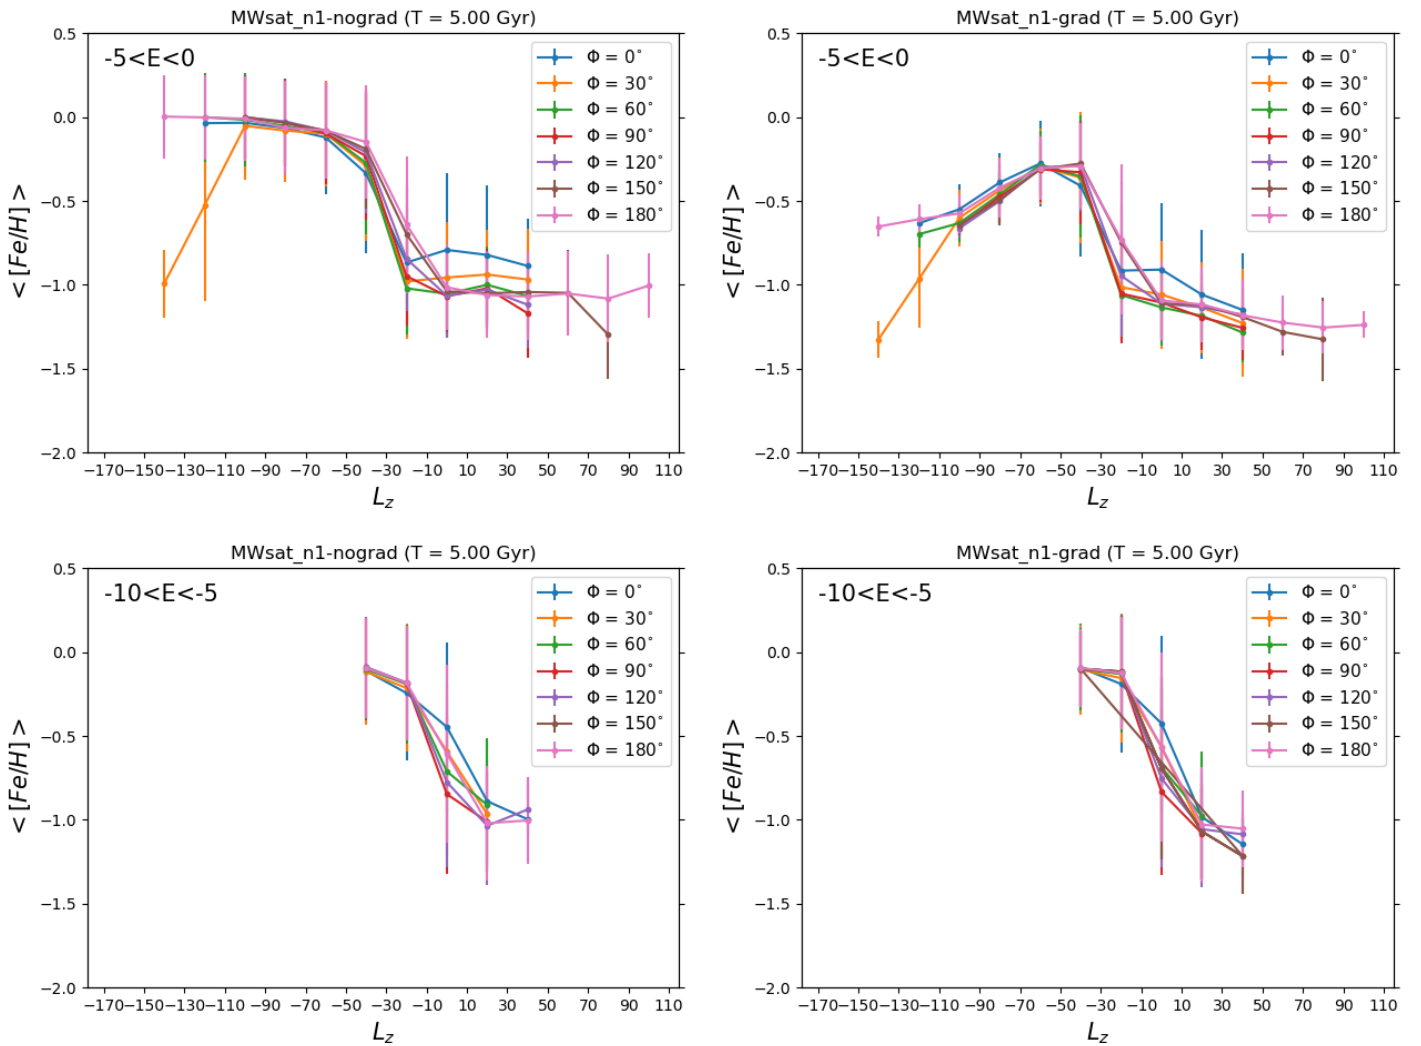 MWsat_n1-nograd (T = 5.00 Gyr)
-5<E<0
Φ = 0°
Φ = 30°
Φ = 60°
Φ = 90°
Φ = 120°
Φ = 150°
Φ = 180°
0.5
0.0
−0.5
−1.0
−1.5
−2.0
< [Fe/H] >
−170 −150 −130 −110 −90 −70 −50 −30 −10 10 30 50 70 90 110
L_z
MWsat_n1-grad (T = 5.00 Gyr)
-5<E<0
Φ = 0°
Φ = 30°
Φ = 60°
Φ = 90°
Φ = 120°
Φ = 150°
Φ = 180°
0.5
0.0
−0.5
−1.0
−1.5
−2.0
< [Fe/H] >
−170 −150 −130 −110 −90 −70 −50 −30 −10 10 30 50 70 90 110
L_z
MWsat_n1-nograd (T = 5.00 Gyr)
-10<E<-5
Φ = 0°
Φ = 30°
Φ = 60°
Φ = 90°
Φ = 120°
Φ = 150°
Φ = 180°
0.5
0.0
−0.5
−1.0
−1.5
−2.0
< [Fe/H] >
−170 −150 −130 −110 −90 −70 −50 −30 −10 10 30 50 70 90 110
L_z
MWsat_n1-grad (T = 5.00 Gyr)
-10<E<-5
Φ = 0°
Φ = 30°
Φ = 60°
Φ = 90°
Φ = 120°
Φ = 150°
Φ = 180°
0.5
0.0
−0.5
−1.0
−1.5
−2.0
< [Fe/H] >
−170 −150 −130 −110 −90 −70 −50 −30 −10 10 30 50 70 90 110
L_z